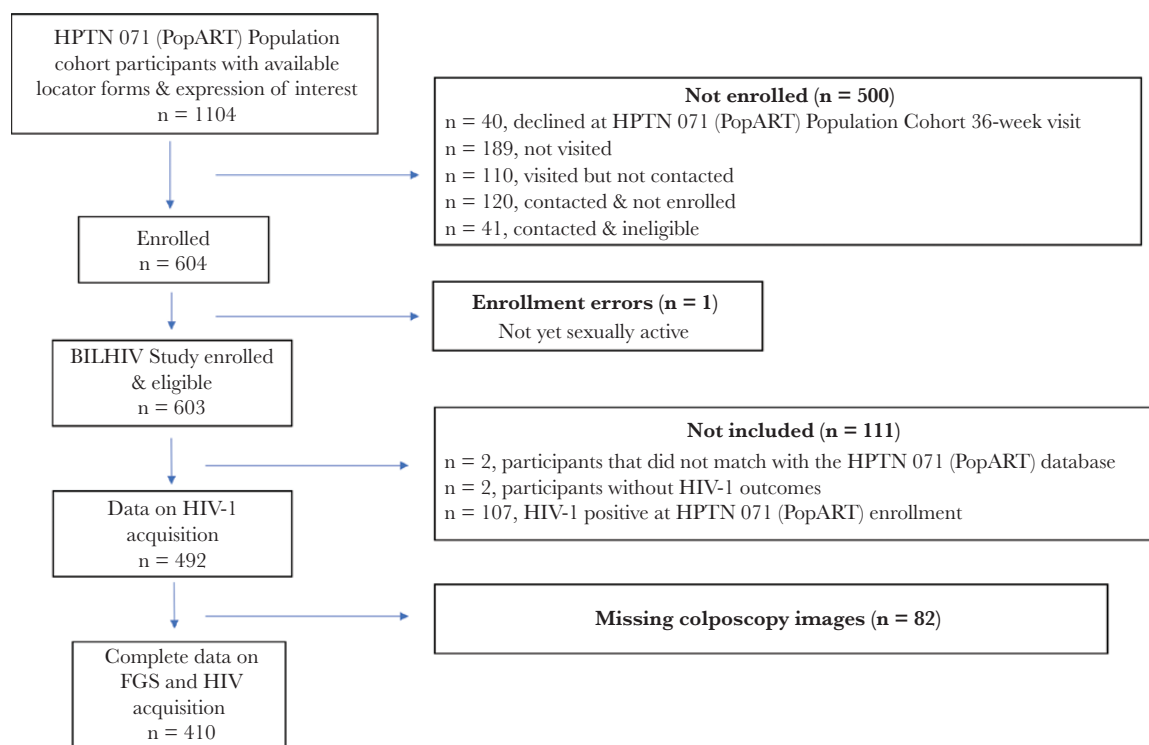 HPTN 071 (PopART) Population
cohort participants with available
locator forms & expression of interest
n = 1104
Not enrolled (n = 500)
n = 40, declined at HPTN 071 (PopART) Population Cohort 36-week visit
n = 189, not visited
n = 110, visited but not contacted
n = 120, contacted & not enrolled
n = 41, contacted & ineligible
Enrolled
n = 604
Enrollment errors (n = 1)
Not yet sexually active
BILHIV Study enrolled
& eligible
n = 603
Not included (n = 111)
n = 2, participants that did not match with the HPTN 071 (PopART) database
n = 2, participants without HIV-1 outcomes
n = 107, HIV-1 positive at HPTN 071 (PopART) enrollment
Data on HIV-1
acquisition
n = 492
Missing colposcopy images (n = 82)
Complete data on
FGS and HIV
acquisition
n = 410